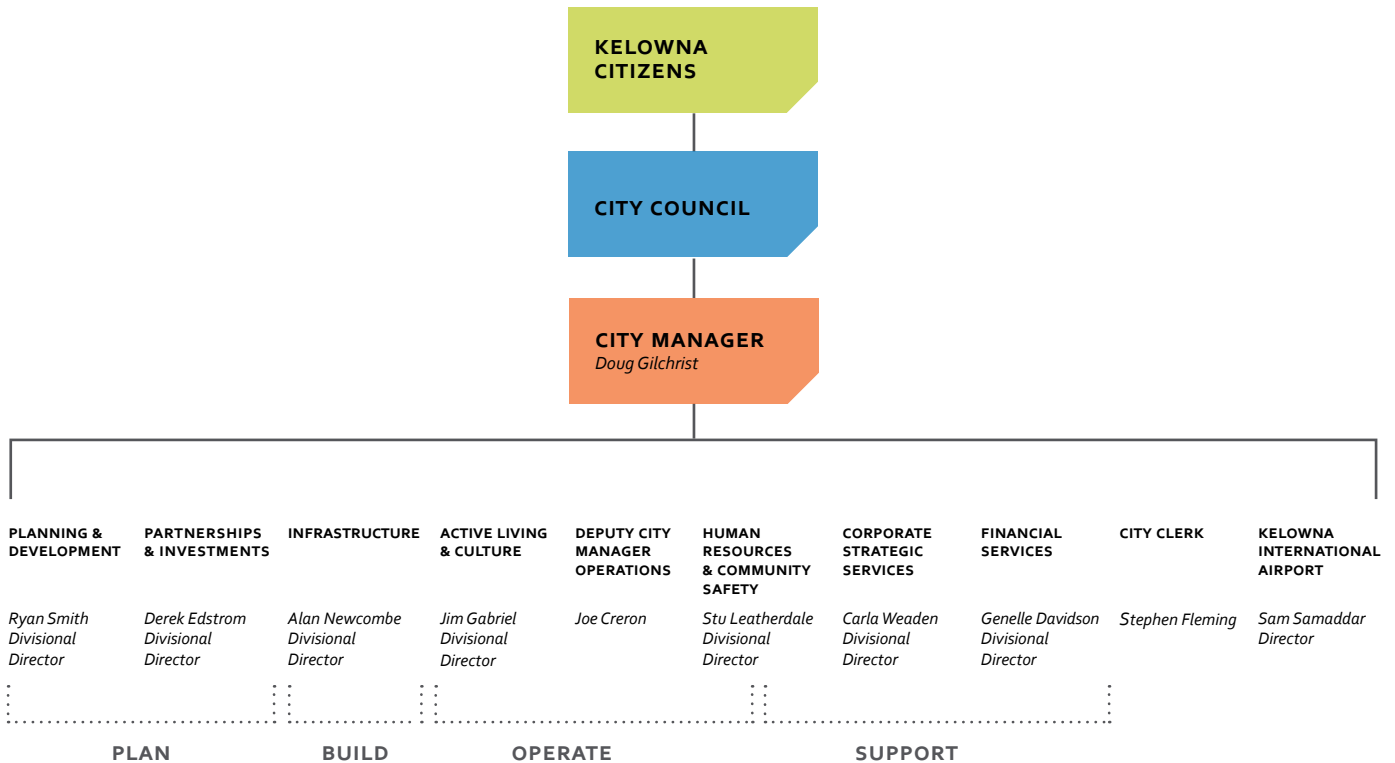 KELOWNA
CITIZENS
CITY COUNCIL
CITY MANAGER
Doug Gilchrist
PLANNING &
DEVELOPMENT
Ryan Smith
Divisional
Director
PARTNERSHIPS
& INVESTMENTS
Derek Edstrom
Divisional
Director
INFRASTRUCTURE
Alan Newcombe
Divisional
Director
ACTIVE LIVING
& CULTURE
Jim Gabriel
Divisional
Director
DEPUTY CITY
MANAGER
OPERATIONS
Joe Creron
HUMAN
RESOURCES
& COMMUNITY
SAFETY
Stu Leatherdale
Divisional
Director
CORPORATE
STRATEGIC
SERVICES
Carla Weaden
Divisional
Director
FINANCIAL
SERVICES
Genelle Davidson
Divisional
Director
CITY CLERK
Stephen Fleming
KELOWNA
INTERNATIONAL
AIRPORT
Sam Samaddar
Director
PLAN
BUILD
OPERATE
SUPPORT